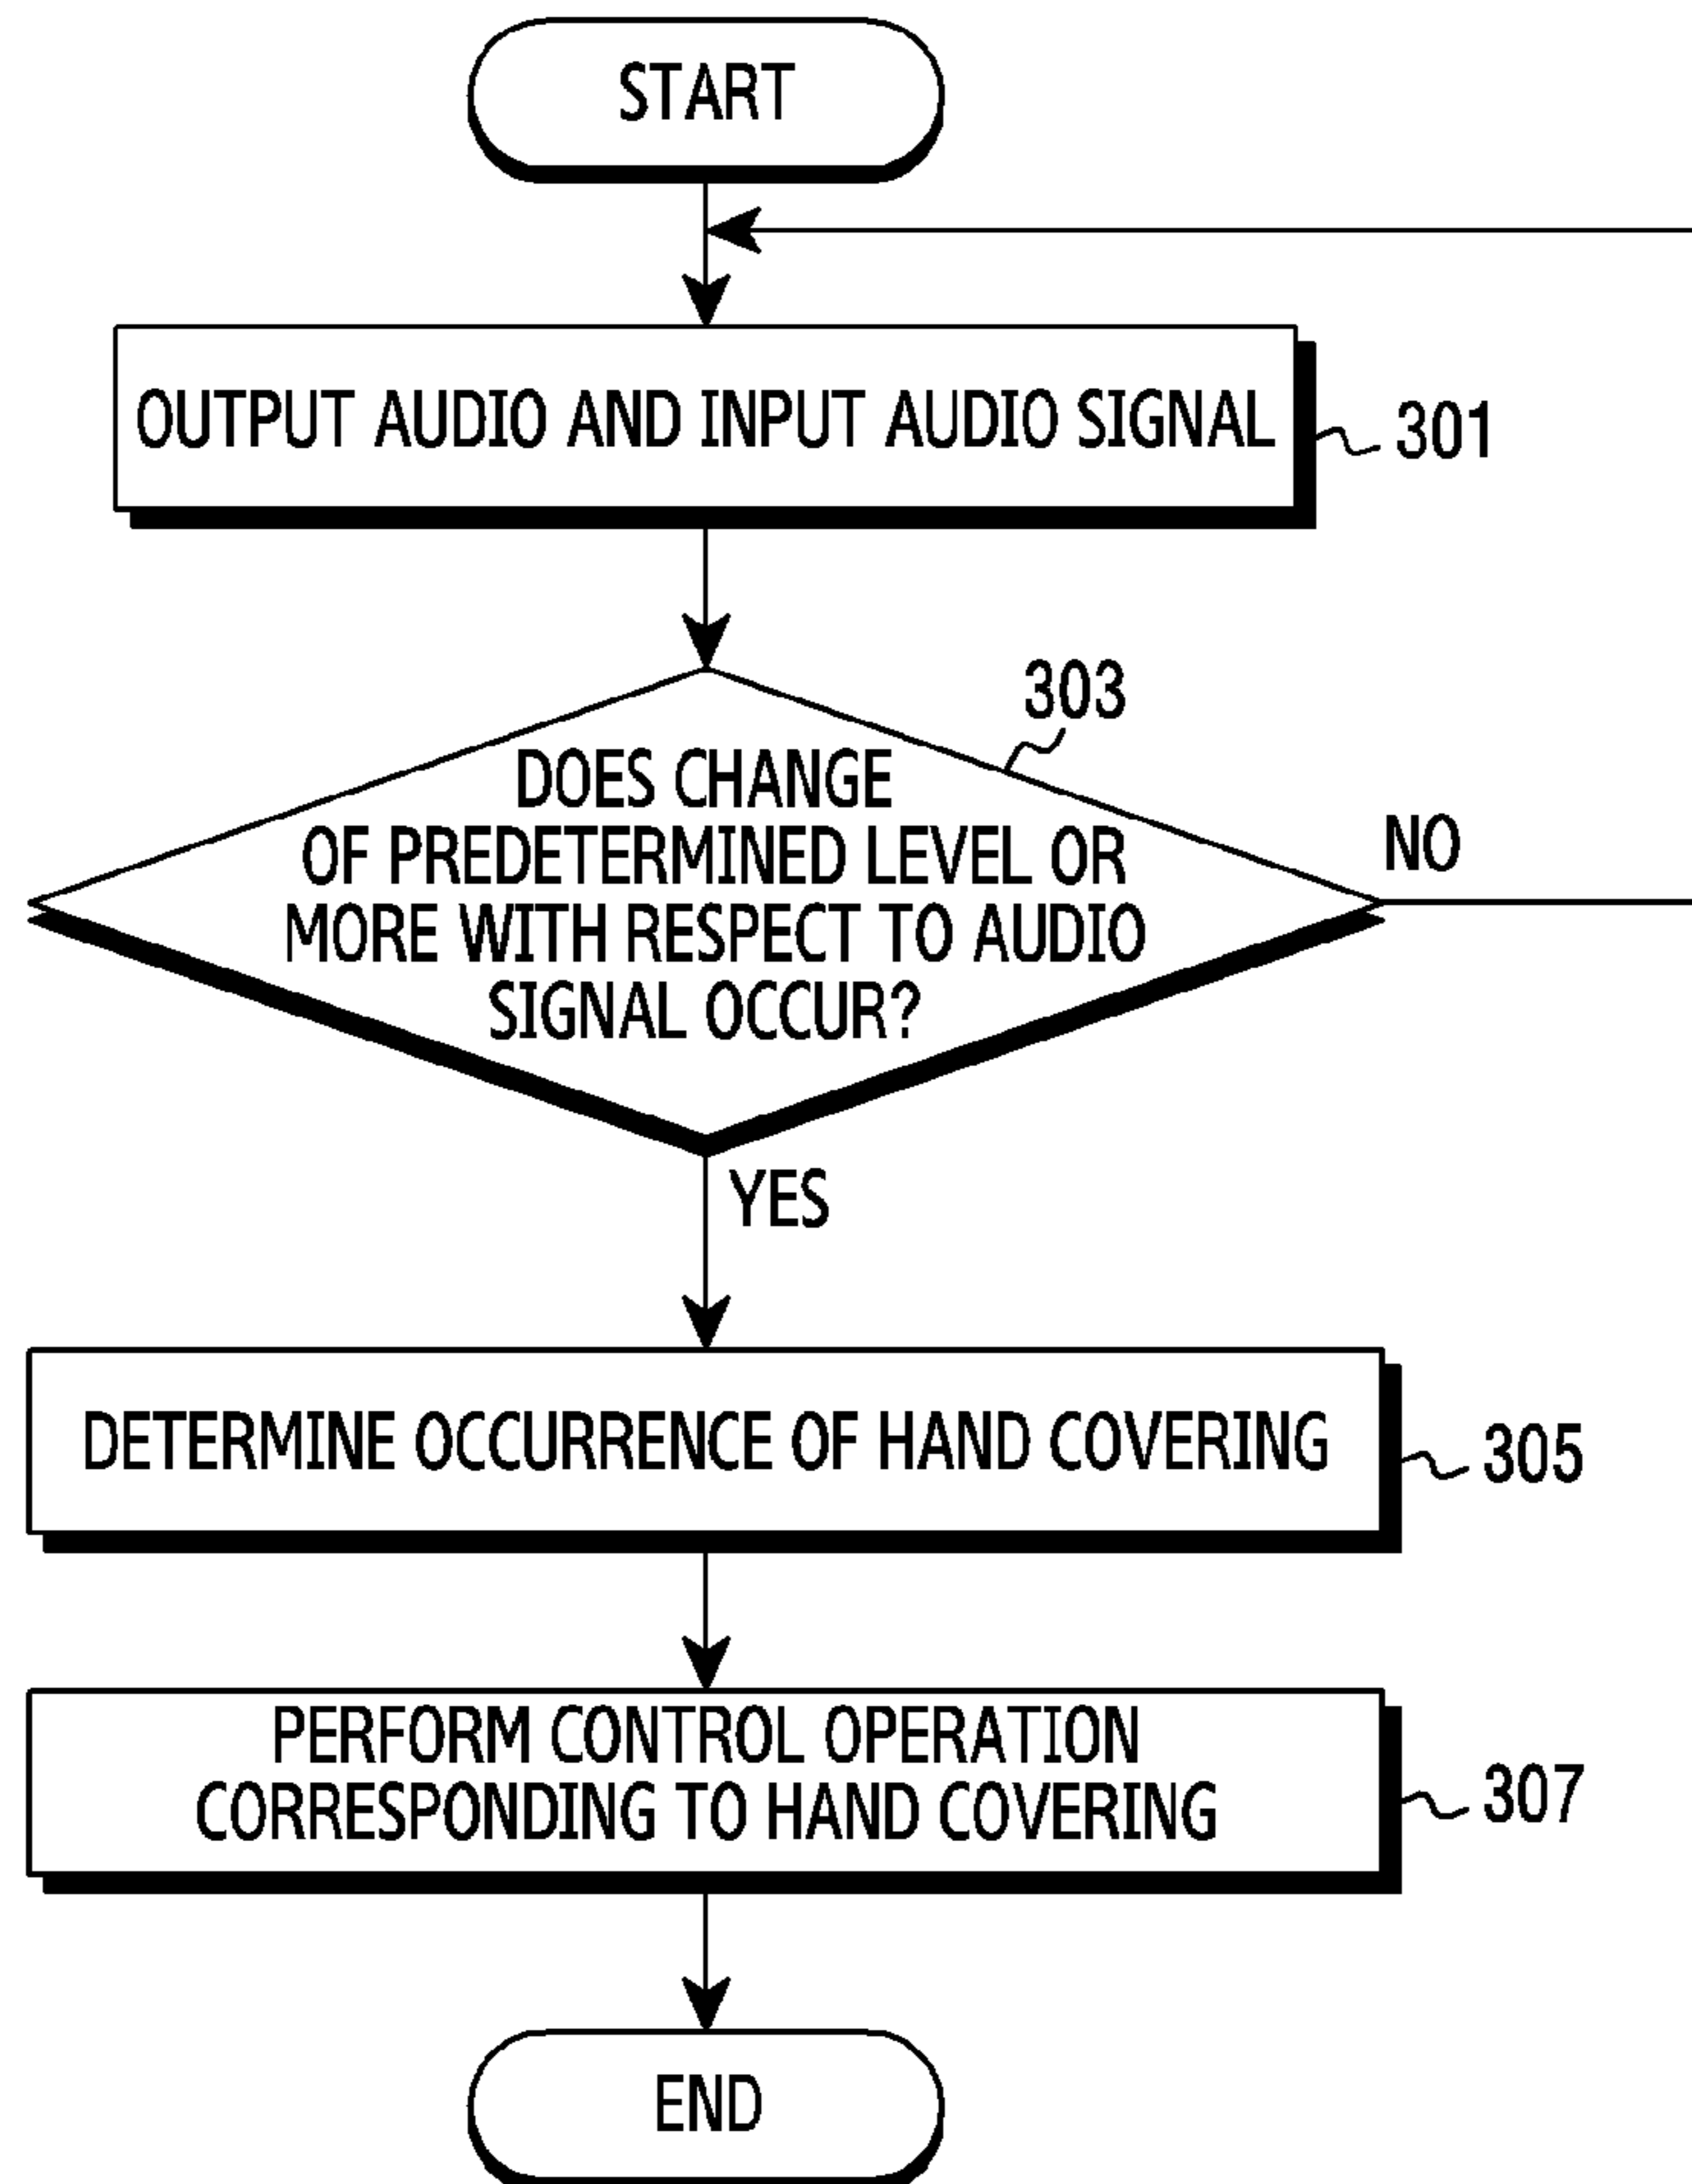 START
OUTPUT AUDIO AND INPUT AUDIO SIGNAL
301
303
DOES CHANGE
OF PREDETERMINED LEVEL OR
MORE WITH RESPECT TO AUDIO
SIGNAL OCCUR?
NO
YES
DETERMINE OCCURRENCE OF HAND COVERING
305
PERFORM CONTROL OPERATION
CORRESPONDING TO HAND COVERING
307
END